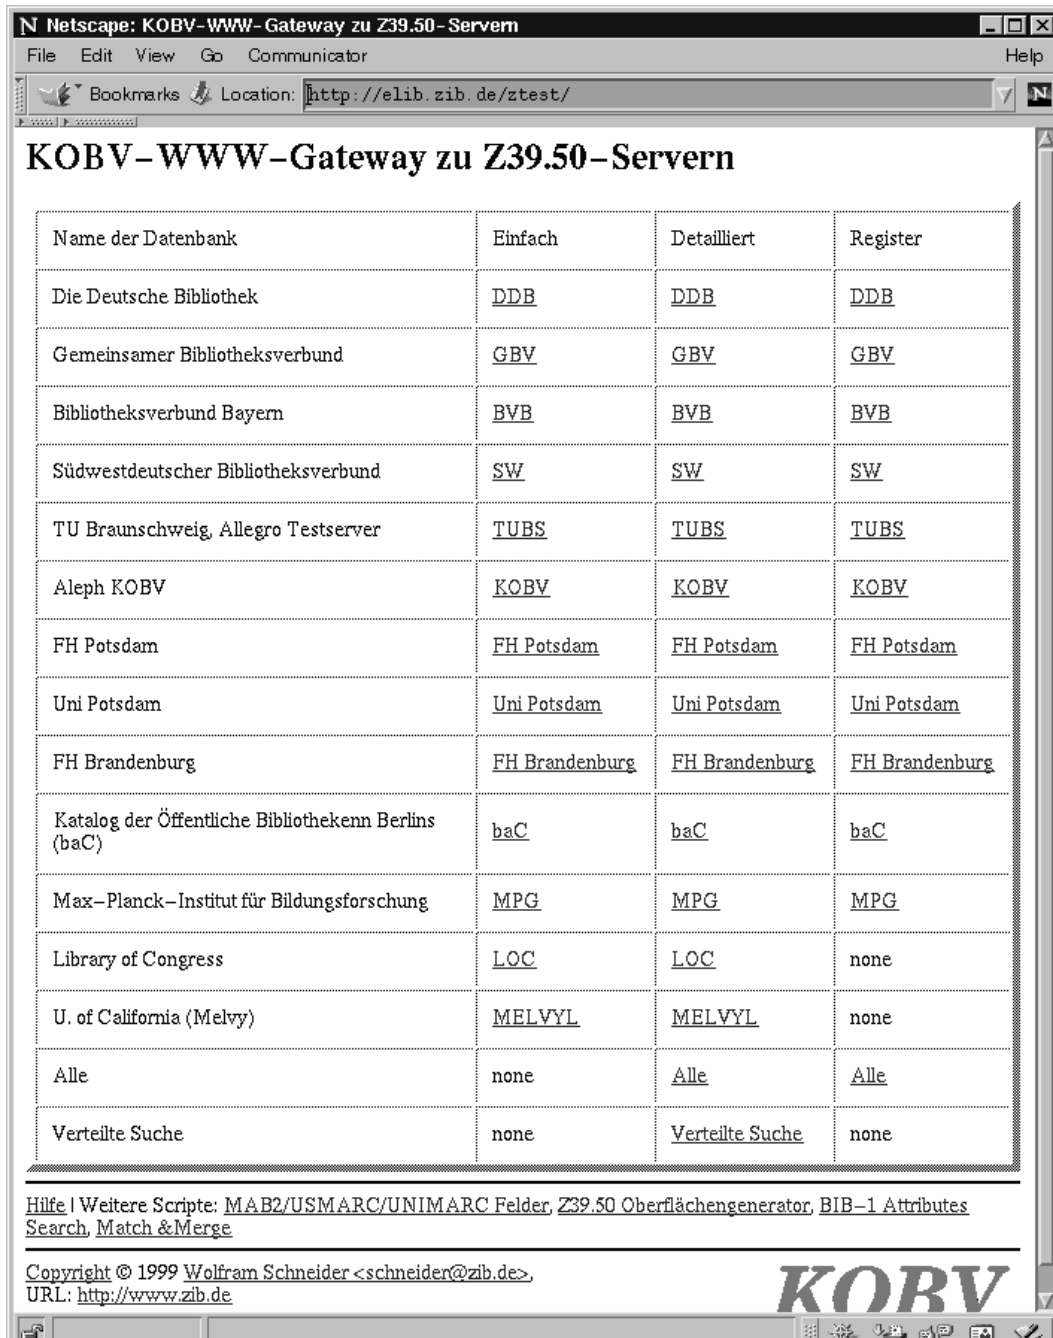 N Netscape: KOBV-WWW-Gateway zu Z39.50-Servern
File Edit View Go Communicator Help
Bookmarks Location: http://elib.zib.de/ztest/ N
KOBV-WWW-Gateway zu Z39.50-Servern
Name der Datenbank Einfach Detailliert Register
Die Deutsche Bibliothek DDB DDB DDB
Gemeinsamer Bibliotheksverbund GBV GBV GBV
Bibliotheksverbund Bayern BVB BVB BVB
Südwestdeutscher Bibliotheksverbund SW SW SW
TU Braunschweig, Allegro Testserver TUBS TUBS TUBS
Aleph KOBV KOBV KOBV KOBV
FH Potsdam FH Potsdam FH Potsdam FH Potsdam
Uni Potsdam Uni Potsdam Uni Potsdam Uni Potsdam
FH Brandenburg FH Brandenburg FH Brandenburg FH Brandenburg
Katalog der Öffentliche Bibliothekenn Berlins
(baC) baC baC baC
Max-Planck-Institut für Bildungsforschung MPG MPG MPG
Library of Congress LOC LOC none
U. of California (Melvy) MELVYL MELVYL none
Alle none Alle Alle
Verteilte Suche none Verteilte Suche none
Hilfe | Weitere Scripte: MAB2/USMARC/UNIMARC Felder, Z39.50 Oberflächengenerator, BIB-1 Attributes
Search, Match &Merge
Copyright © 1999 Wolfram Schneider <schneider@zib.de>,
URL: http://www.zib.de
KOBV